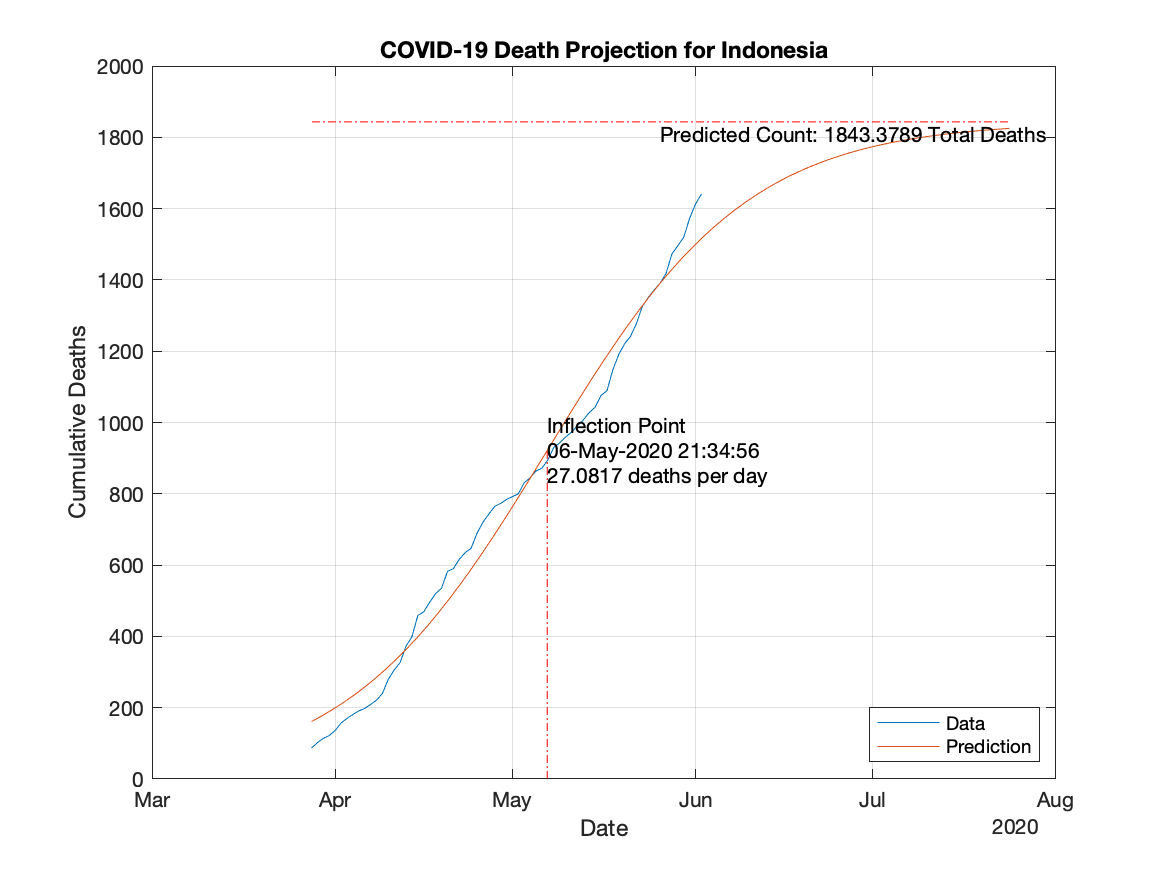 COVID-19 Death Projection for Indonesia
2000
1800
1600
1400
1200
1000
800
600
400
200
0
Cumulative Deaths
Predicted Count: 1843.3789 Total Deaths
Inflection Point
06-May-2020 21:34:56
27.0817 deaths per day
Data
Prediction
Mar Apr May Jun Jul Aug
Date
2020